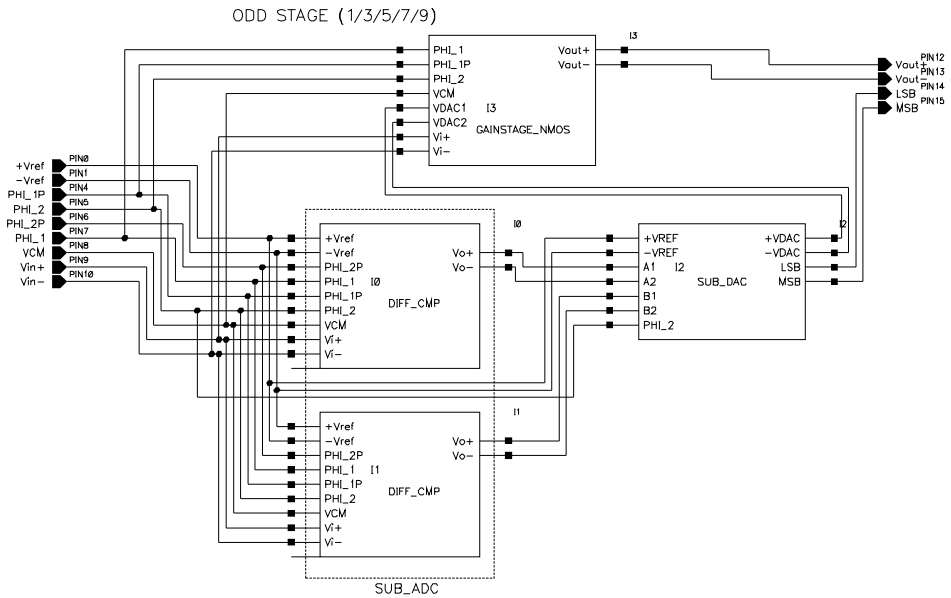 ODD STAGE (1/3/5/7/9)
I3
PHI_1
PHI_1P
PHI_2
VCM
VDAC1
VDAC2
Vi+
Vi-
I3
GAINSTAGE_NMOS
Vout+
Vout-
Vout+ PIN12
Vout- PIN13
LSB PIN14
MSB PIN15
+Vref PIN0
-Vref PIN1
PHI_1P PIN4
PHI_2 PIN5
PHI_2P PIN6
PHI_1 PIN7
VCM PIN8
Vin+ PIN9
Vin- PIN10
I0
+Vref
-Vref
PHI_2P
PHI_1 I0
PHI_1P
PHI_2
VCM
Vi+
Vi-
DIFF_CMP
Vo+
Vo-
I2
+VREF
-VREF
A1 I2
A2
B1
B2
PHI_2
SUB_DAC
+VDAC
-VDAC
LSB
MSB
I1
+Vref
-Vref
PHI_2P
PHI_1 I1
PHI_1P
PHI_2
VCM
Vi+
Vi-
DIFF_CMP
Vo+
Vo-
SUB_ADC